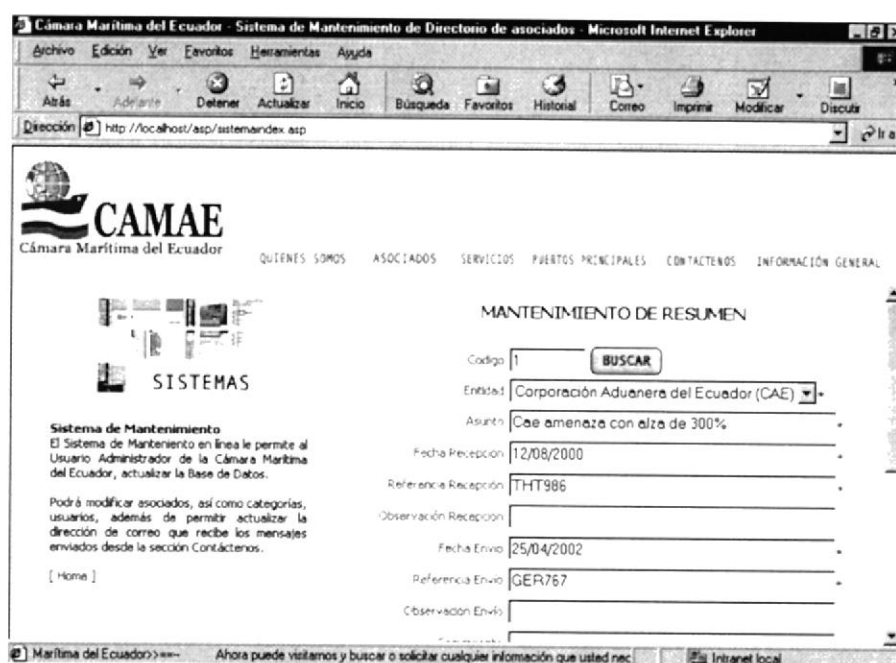 Cámara Marítima del Ecuador - Sistema de Mantenimiento de Directorio de asociados - Microsoft Internet Explorer
Archivo Edición Ver Favoritos Herramientas Ayuda
Atrás Adelante Detener Actualizar Inicio Búsqueda Favoritos Historial Correo Imprimir Modificar Discutir
Dirección http://localhost/asp/sistemaindex.asp Ir a
CAMAE
Cámara Marítima del Ecuador
QUIENES SOMOS ASOCIADOS SERVICIOS PUERTOS PRINCIPALES CONTACTENOS INFORMACIÓN GENERAL
SISTEMAS
Sistema de Mantenimiento
El Sistema de Manteniento en línea le permite al
Usuario Administrador de la Cámara Marítima
del Ecuador, actualizar la Base de Datos.
Podrá modificar asociados, así como categorías,
usuarios, además de permitir actualizar la
dirección de correo que recibe los mensajes
enviados desde la sección Contáctenos.
[ Home ]
MANTENIMIENTO DE RESUMEN
Codigo 1 BUSCAR
Entidad Corporación Aduanera del Ecuador (CAE)
Asunto Cae amenaza con alza de 300%
Fecha Recepcion 12/08/2000
Referencia Recepción THT986
Observación Recepcion
Fecha Envio 25/04/2002
Referencia Envio GER767
Observación Envío
Marítima del Ecuador>>==-- Ahora puede visitarnos y buscar o solicitar cualquier información que usted nec Intranet local